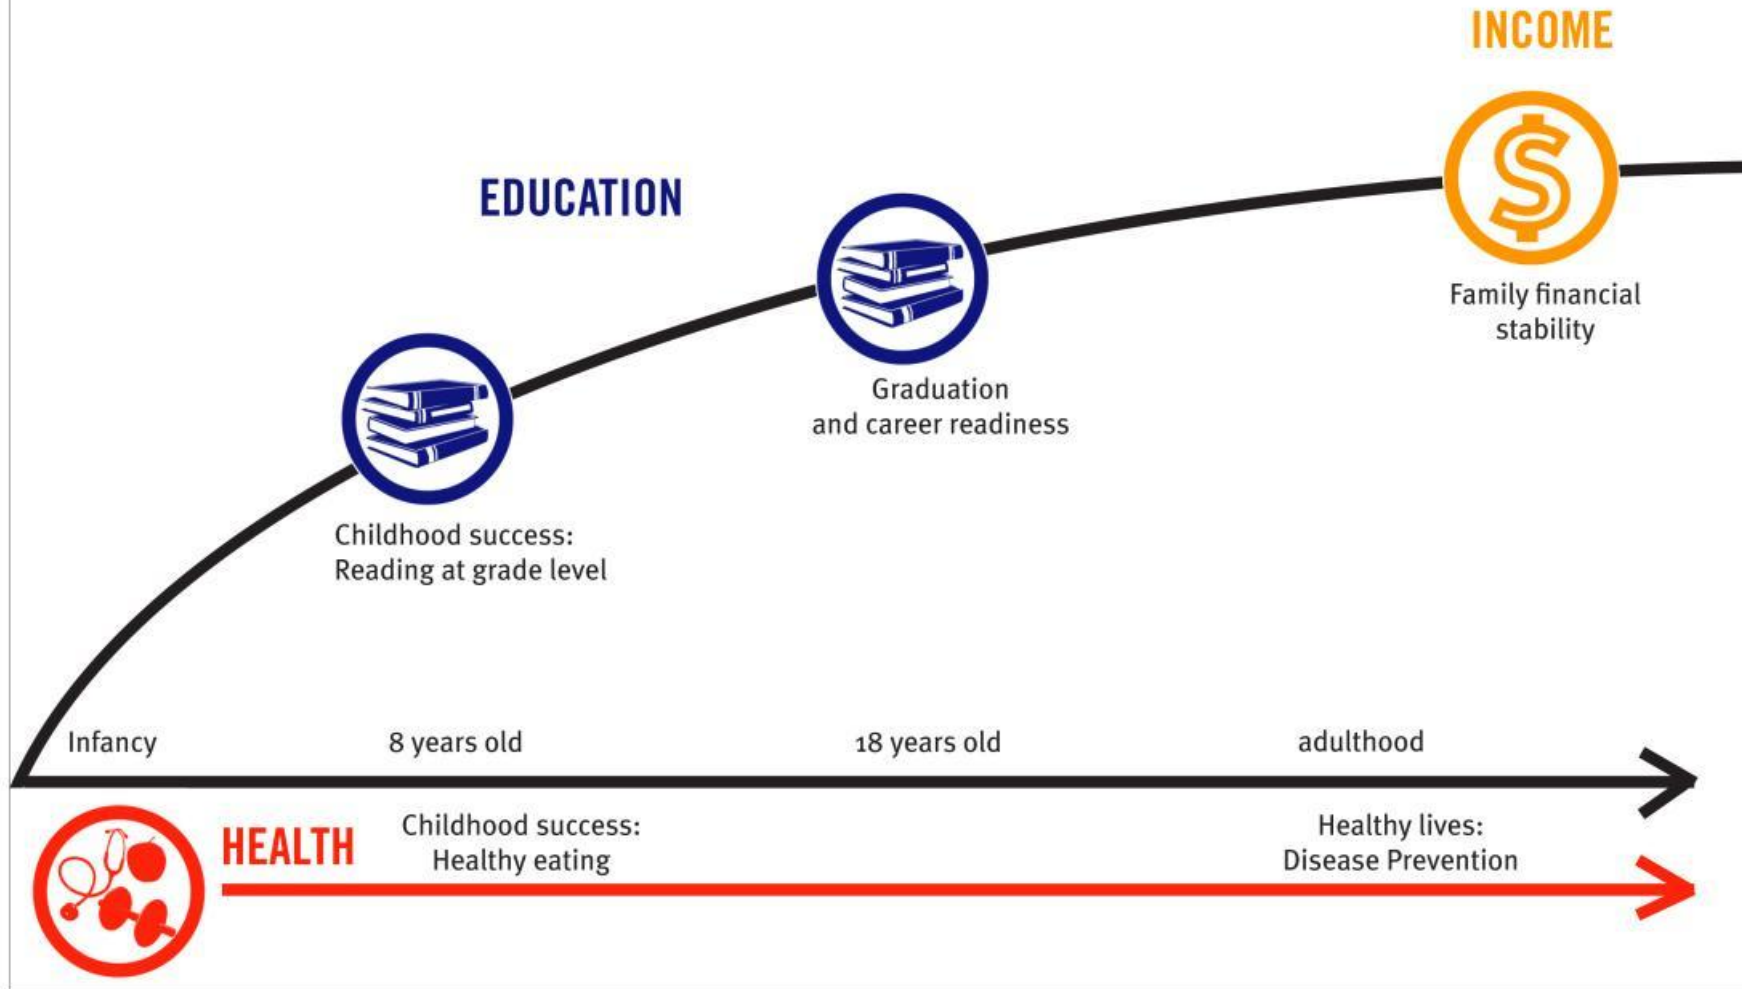 INCOME
EDUCATION
Family financial
stability
Graduation
and career readiness
Childhood success:
Reading at grade level
Infancy
8 years old
18 years old
adulthood
HEALTH
Childhood success:
Healthy eating
Healthy lives:
Disease Prevention